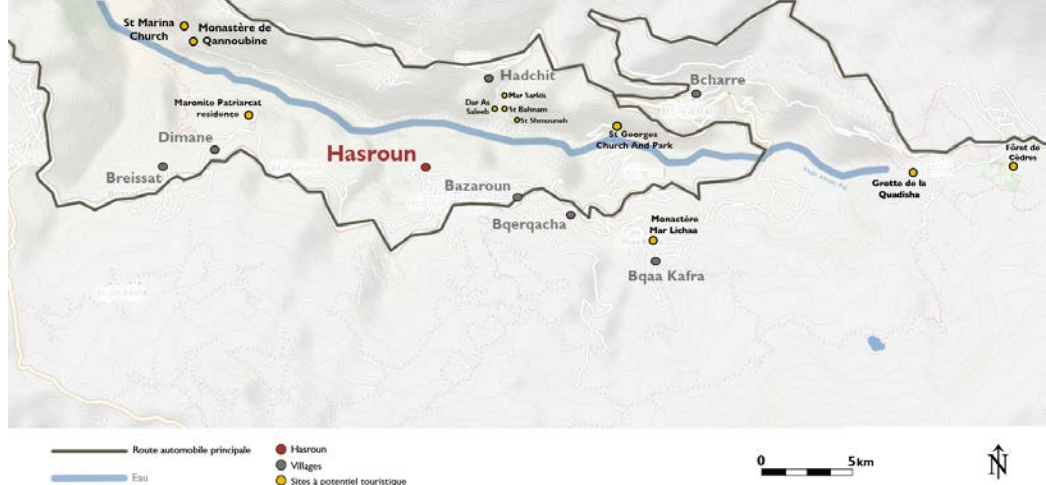 St Marina
Church
Monastère de
Qannoubine
Hadchit
Bcharre
Mar Sarkis
Dar As
Saleeb
St Bahnam
St Shmouneh
Maronite Patriarcat
residence
Dimane
St Georges
Church And Park
Fôret de
Cèdres
Hasroun
Breissat
Bazaroun
Grotte de la
Quadisha
Bqerqacha
Monastère
Mar Lichaa
Bqaa Kafra
Route automobile principale
Eau
Hasroun
Villages
Sites à potentiel touristique
0 5km
N